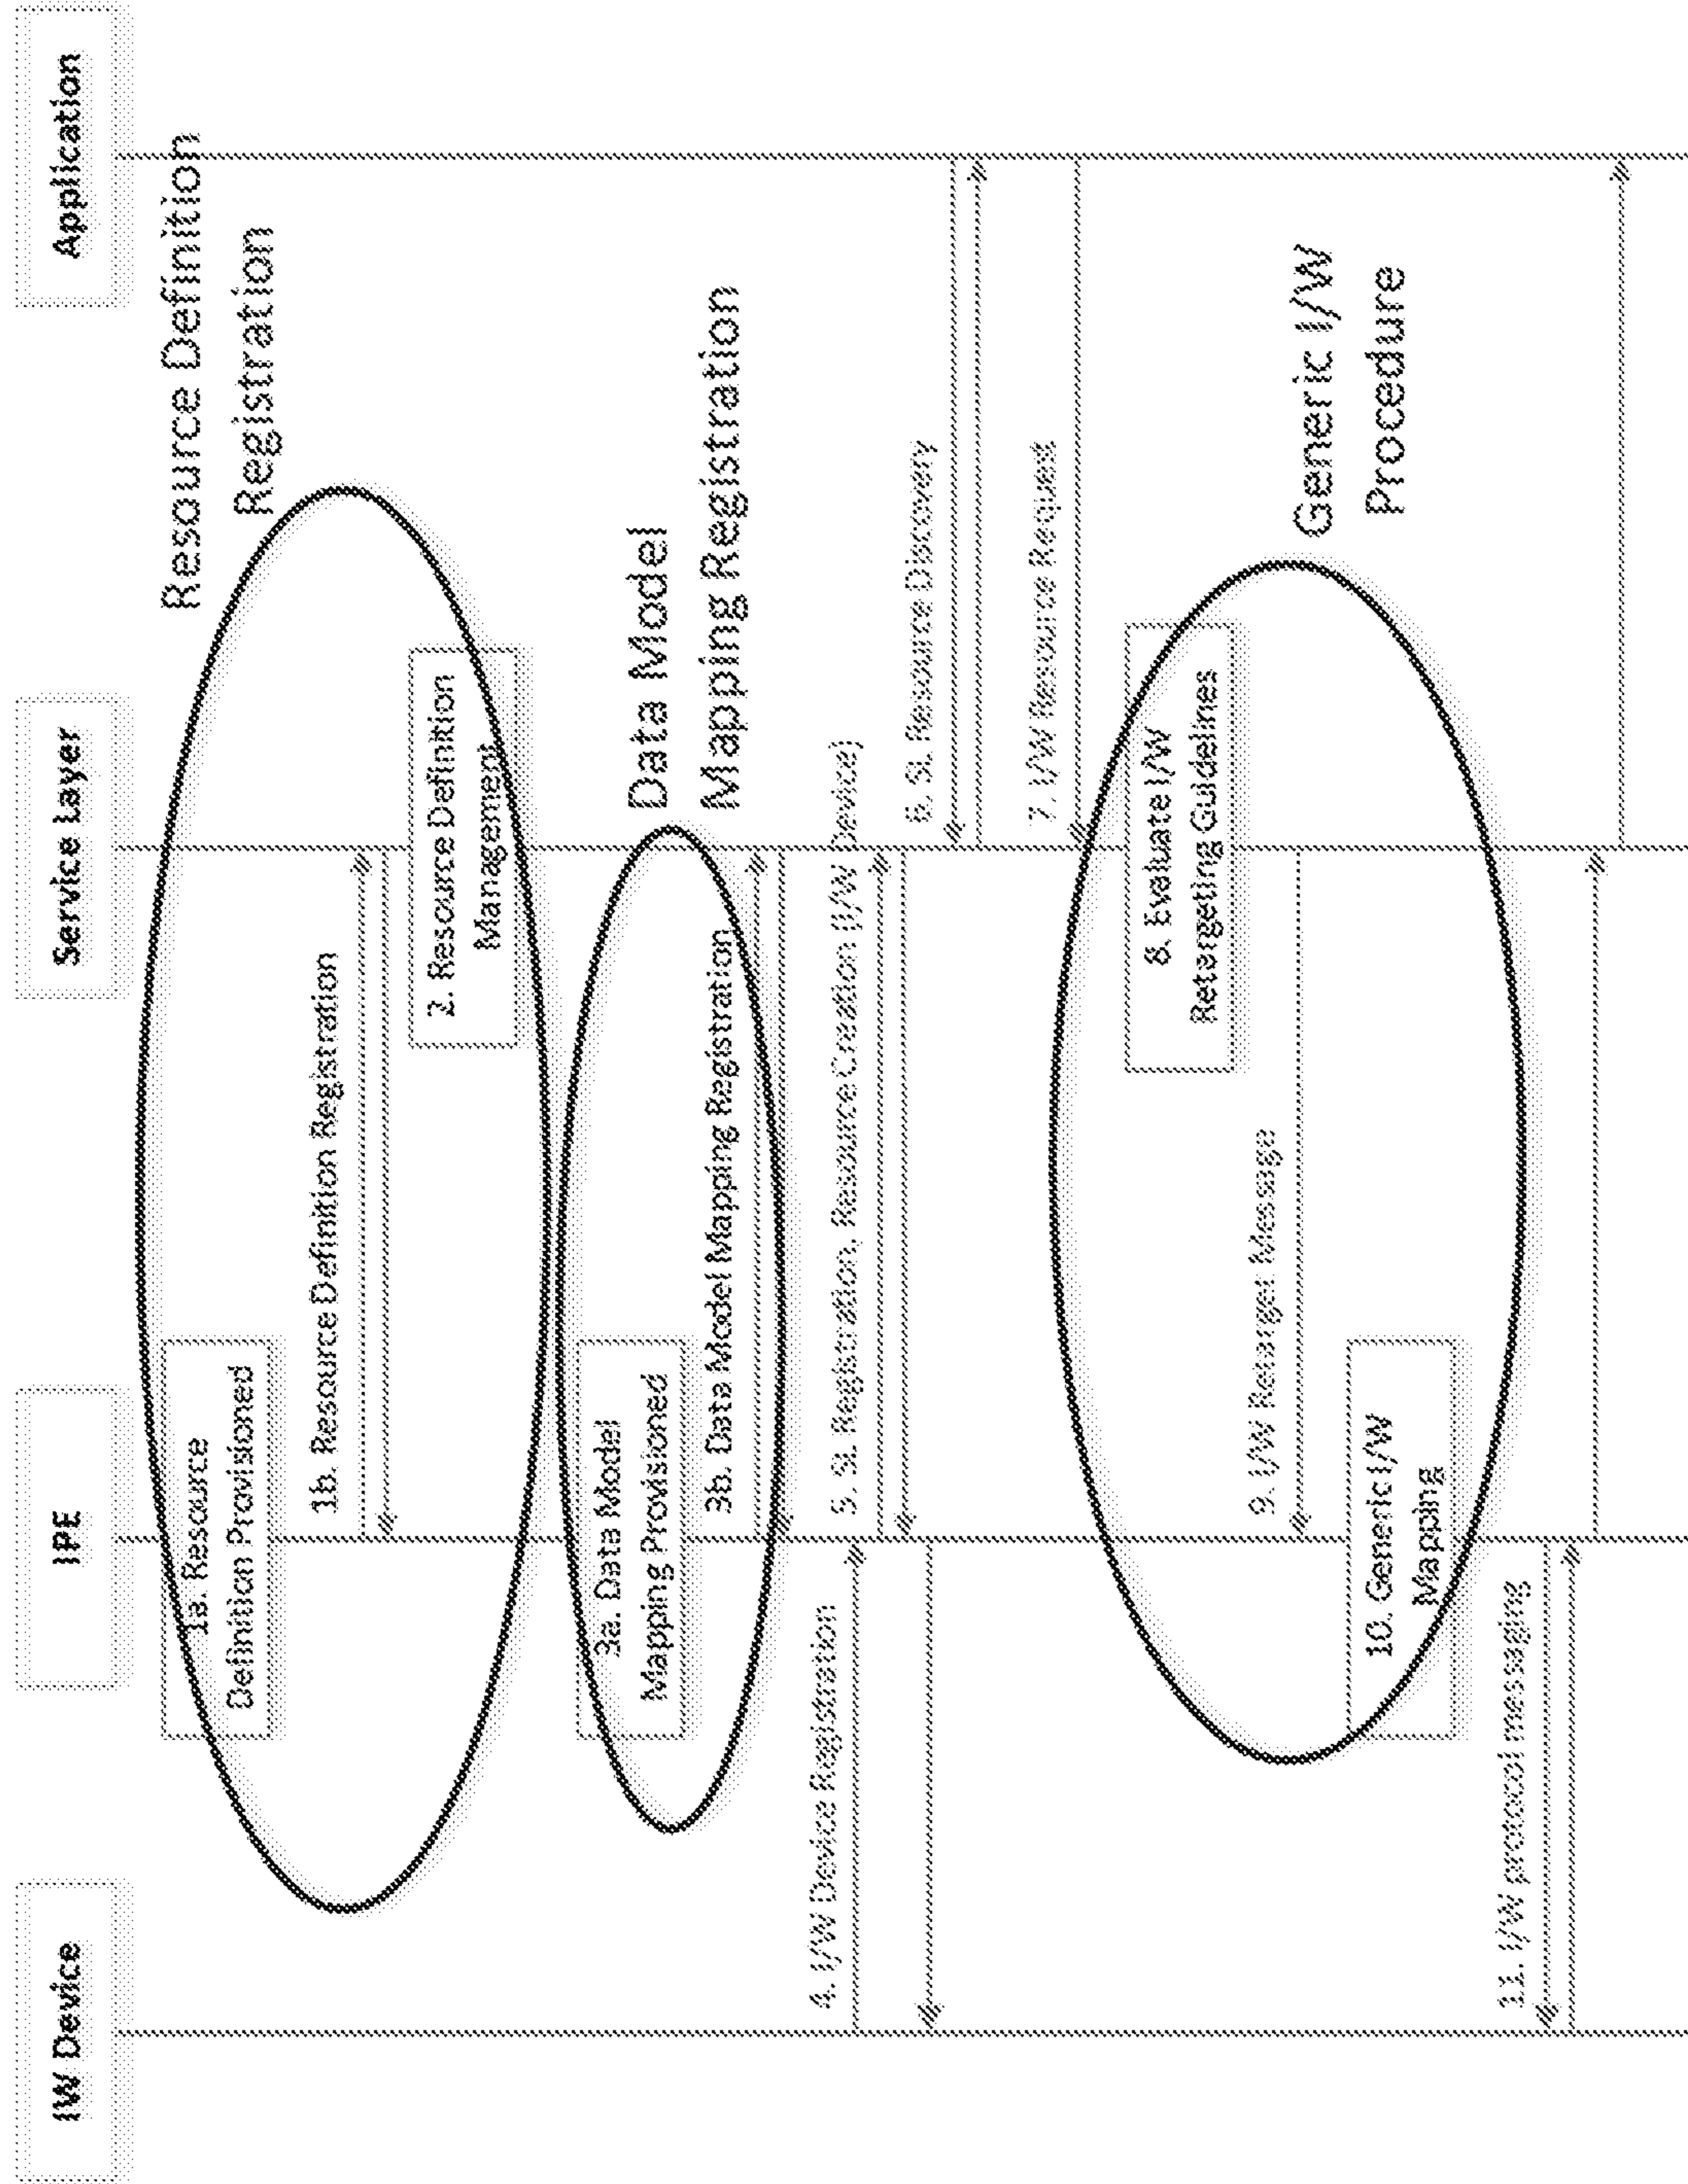 IW Device
IPE
Service Layer
Application
Resource Definition
Registration
1a. Resource
Definition Provisioned
1b. Resource Definition Registration
2. Resource Definition
Management
Data Model
Mapping Registration
3a. Data Model
Mapping Provisioned
3b. Data Model Mapping Registration
4. I/W Device Registration
5. SL Registration, Resource Creation (I/W Device)
6. SL Resource Discovery
7. I/W Resource Request
8. Evaluate I/W
Retargeting Guidelines
Generic I/W
Procedure
9. I/W Retarget Message
10. Generic I/W
Mapping
11. I/W protocol messaging